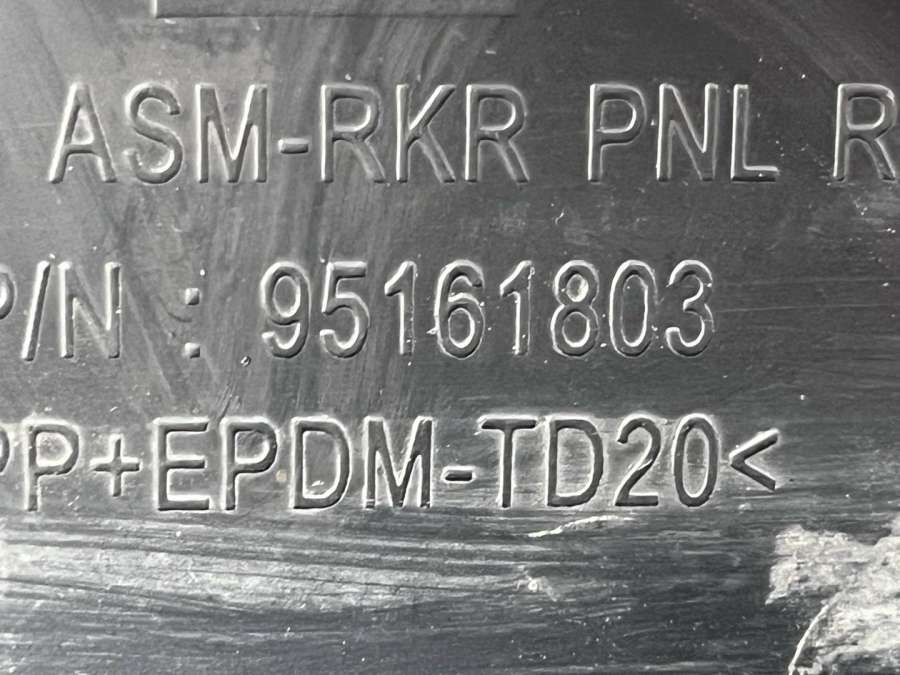 ASM-RKR PNL R
P/N : 95161803
PP+EPDM-TD20<